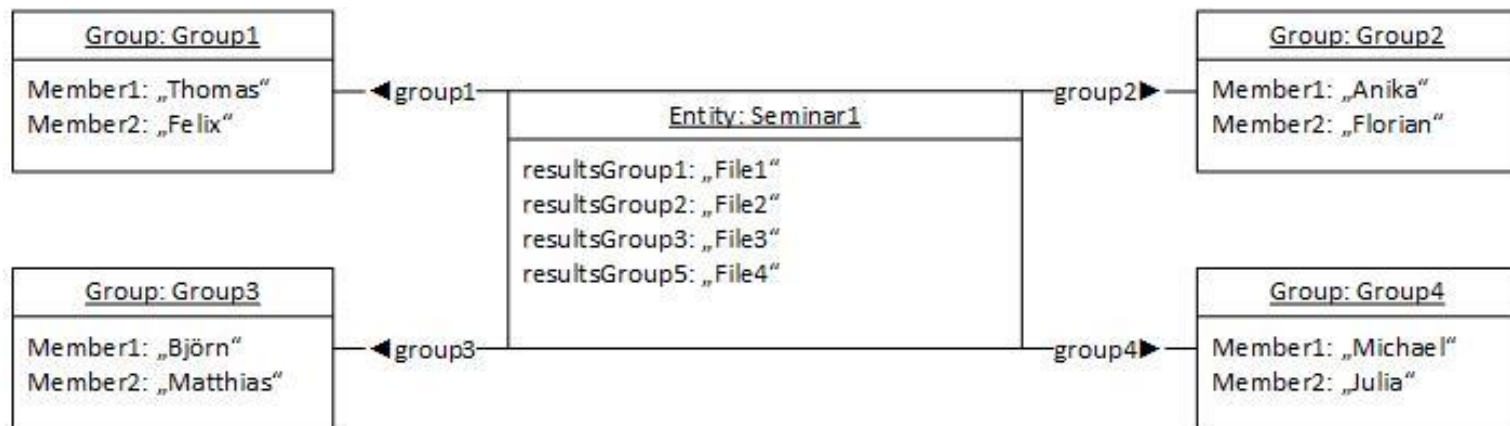 Group: Group1
Member1: „Thomas“
Member2: „Felix“
◀group1
Entity: Seminar1
resultsGroup1: „File1“
resultsGroup2: „File2“
resultsGroup3: „File3“
resultsGroup5: „File4“
group2▶
Group: Group2
Member1: „Anika“
Member2: „Florian“
Group: Group3
Member1: „Björn“
Member2: „Matthias“
◀group3
group4▶
Group: Group4
Member1: „Michael“
Member2: „Julia“